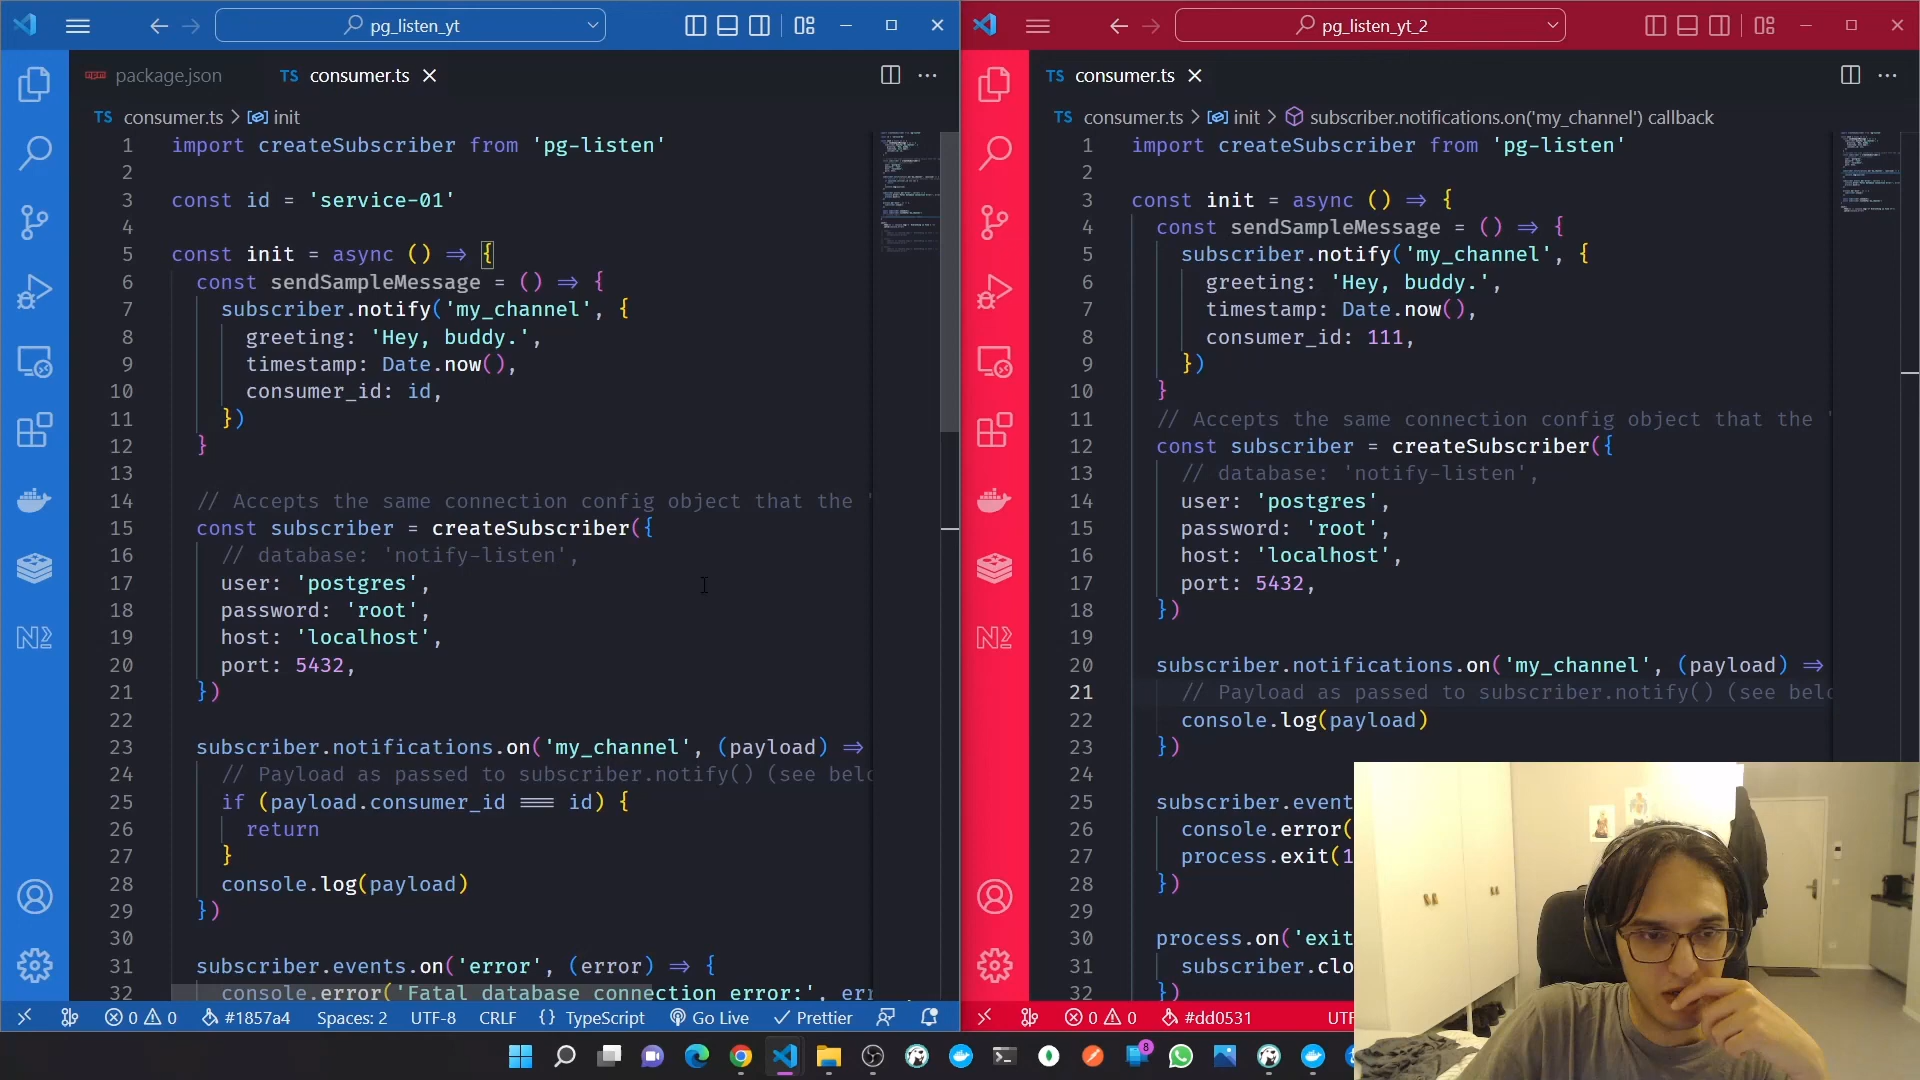 pg_listen_yt
package.json
TS consumer.ts
TS consumer.ts > init
1 import createSubscriber from 'pg-listen'
2
3 const id = 'service-01'
4
5 const init = async () => {
6 const sendSampleMessage = () => {
7 subscriber.notify('my_channel', {
8 greeting: 'Hey, buddy.',
9 timestamp: Date.now(),
10 consumer_id: id,
11 })
12 }
13
14 // Accepts the same connection config object that the "
15 const subscriber = createSubscriber({
16 // database: 'notify-listen',
17 user: 'postgres',
18 password: 'root',
19 host: 'localhost',
20 port: 5432,
21 })
22
23 subscriber.notifications.on('my_channel', (payload) =>
24 // Payload as passed to subscriber.notify() (see belo
25 if (payload.consumer_id === id) {
26 return
27 }
28 console.log(payload)
29 })
30
31 subscriber.events.on('error', (error) => {
32 console.error('Fatal database connection error:', err
0 0 #1857a4 Spaces: 2 UTF-8 CRLF {} TypeScript Go Live Prettier
pg_listen_yt_2
TS consumer.ts
TS consumer.ts > init > subscriber.notifications.on('my_channel') callback
1 import createSubscriber from 'pg-listen'
2
3 const init = async () => {
4 const sendSampleMessage = () => {
5 subscriber.notify('my_channel', {
6 greeting: 'Hey, buddy.',
7 timestamp: Date.now(),
8 consumer_id: 111,
9 })
10 }
11 // Accepts the same connection config object that the "
12 const subscriber = createSubscriber({
13 // database: 'notify-listen',
14 user: 'postgres',
15 password: 'root',
16 host: 'localhost',
17 port: 5432,
18 })
19
20 subscriber.notifications.on('my_channel', (payload) =>
21 // Payload as passed to subscriber.notify() (see belo
22 console.log(payload)
23 })
24
25 subscriber.event
26 console.error(
27 process.exit(1
28 })
29
30 process.on('exit
31 subscriber.clo
32 })
0 0 #dd0531 UTF
8